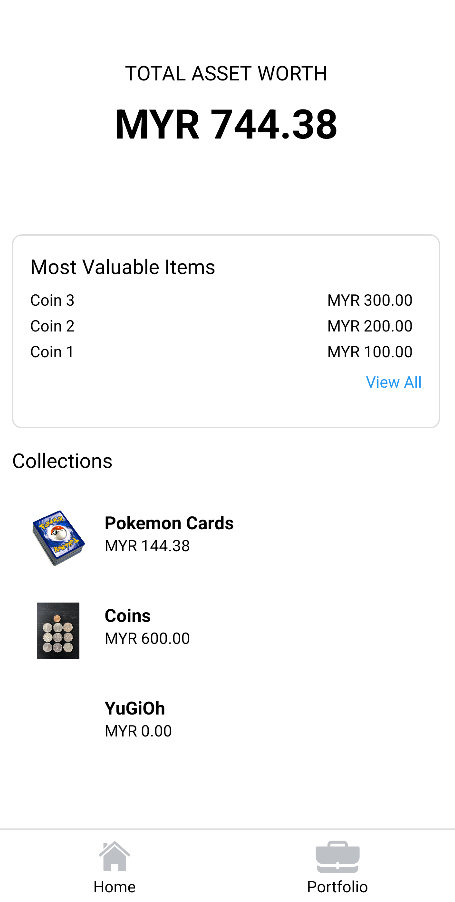 TOTAL ASSET WORTH
MYR 744.38
Most Valuable Items
Coin 3 MYR 300.00
Coin 2 MYR 200.00
Coin 1 MYR 100.00
View All
Collections
Pokemon Cards
MYR 144.38
Coins
MYR 600.00
YuGiOh
MYR 0.00
Home Portfolio